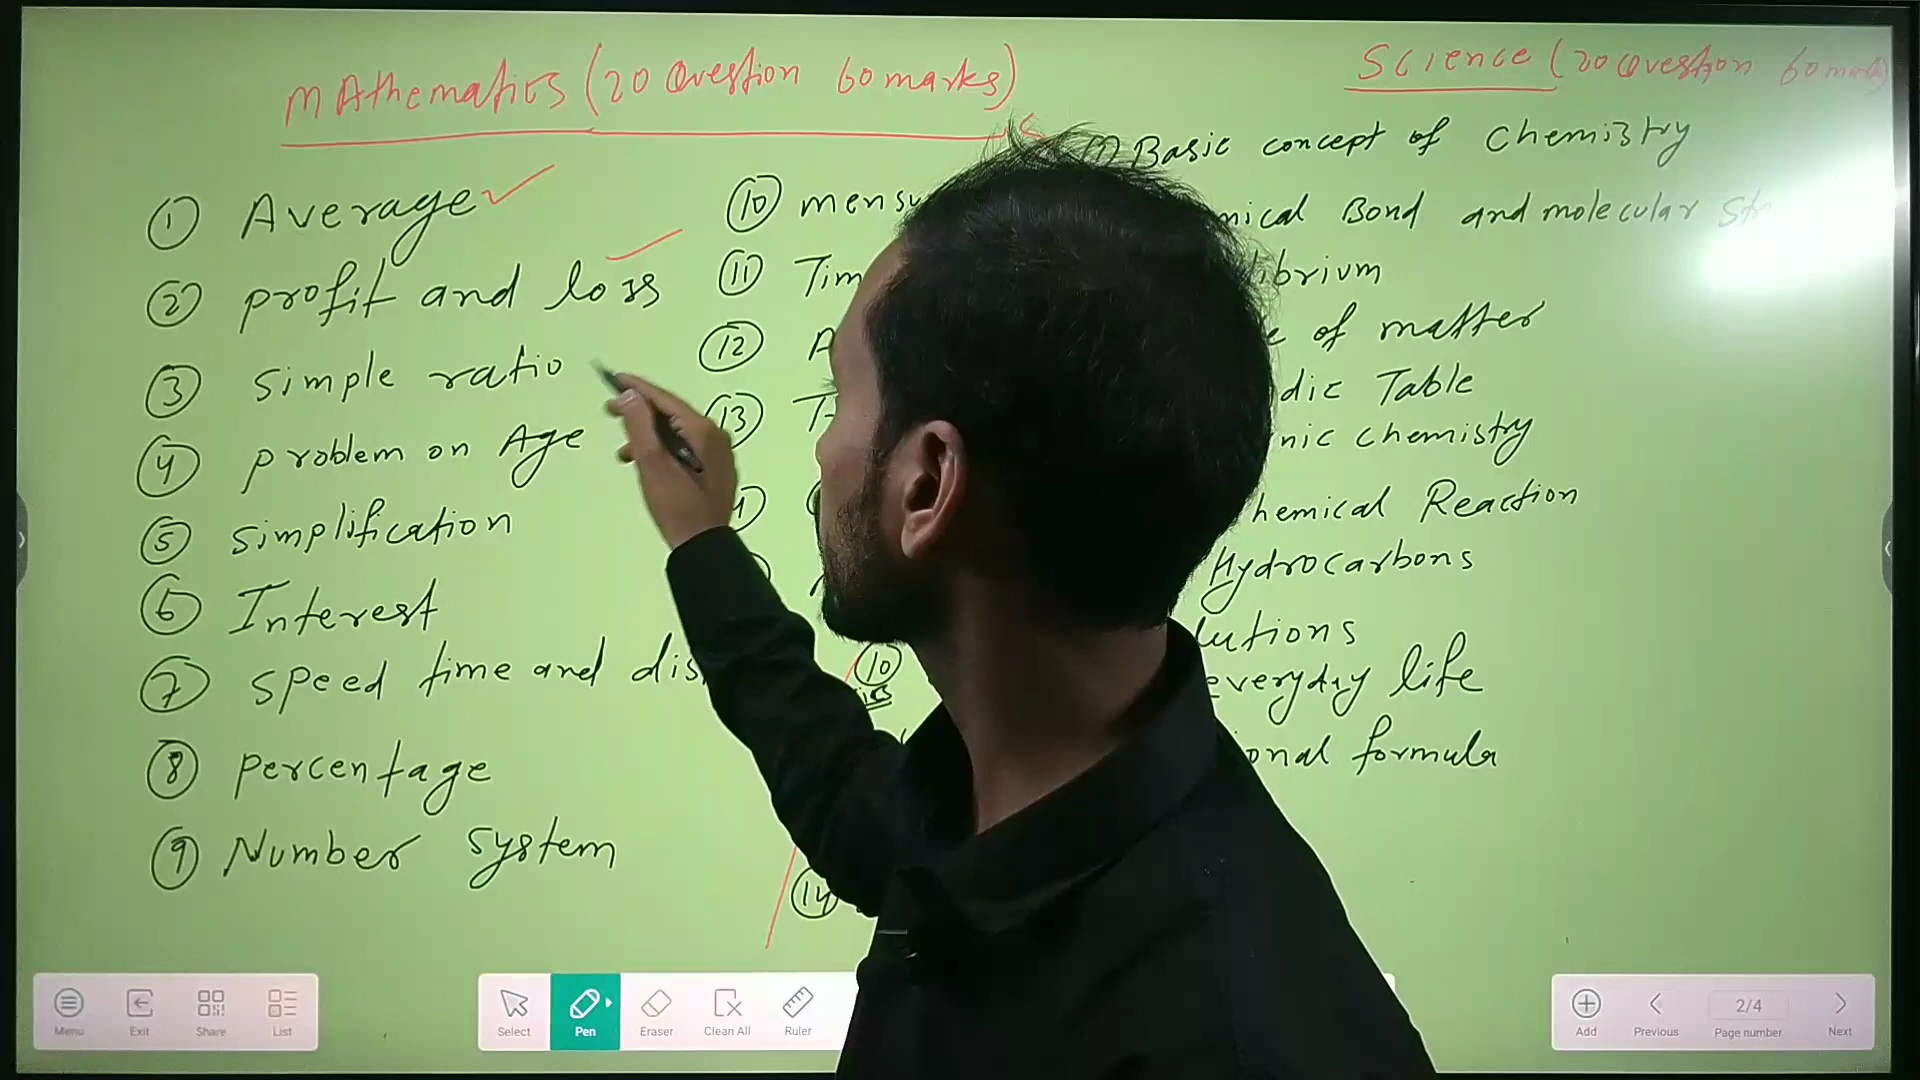 MAthematics (20 Question 60 marks)
① Average
② profit and loss
③ simple ratio
④ problem on Age
⑤ simplification
⑥ Interest
⑦ speed time and dis
⑧ percentage
⑨ Number system
⑩ mensu
⑪ Tim
⑫ A
⑬ T
⑩
⑭
Science (20 Question 60 marks)
① Basic concept of chemistry
mical Bond and molecular Str
librium
e of matter
dic Table
nic chemistry
hemical Reaction
Hydrocarbons
lutions
everyday life
ional formula
Menu
Exit
Share
List
Select
Pen
Eraser
Clean All
Ruler
Add
Previous
2/4
Page number
Next